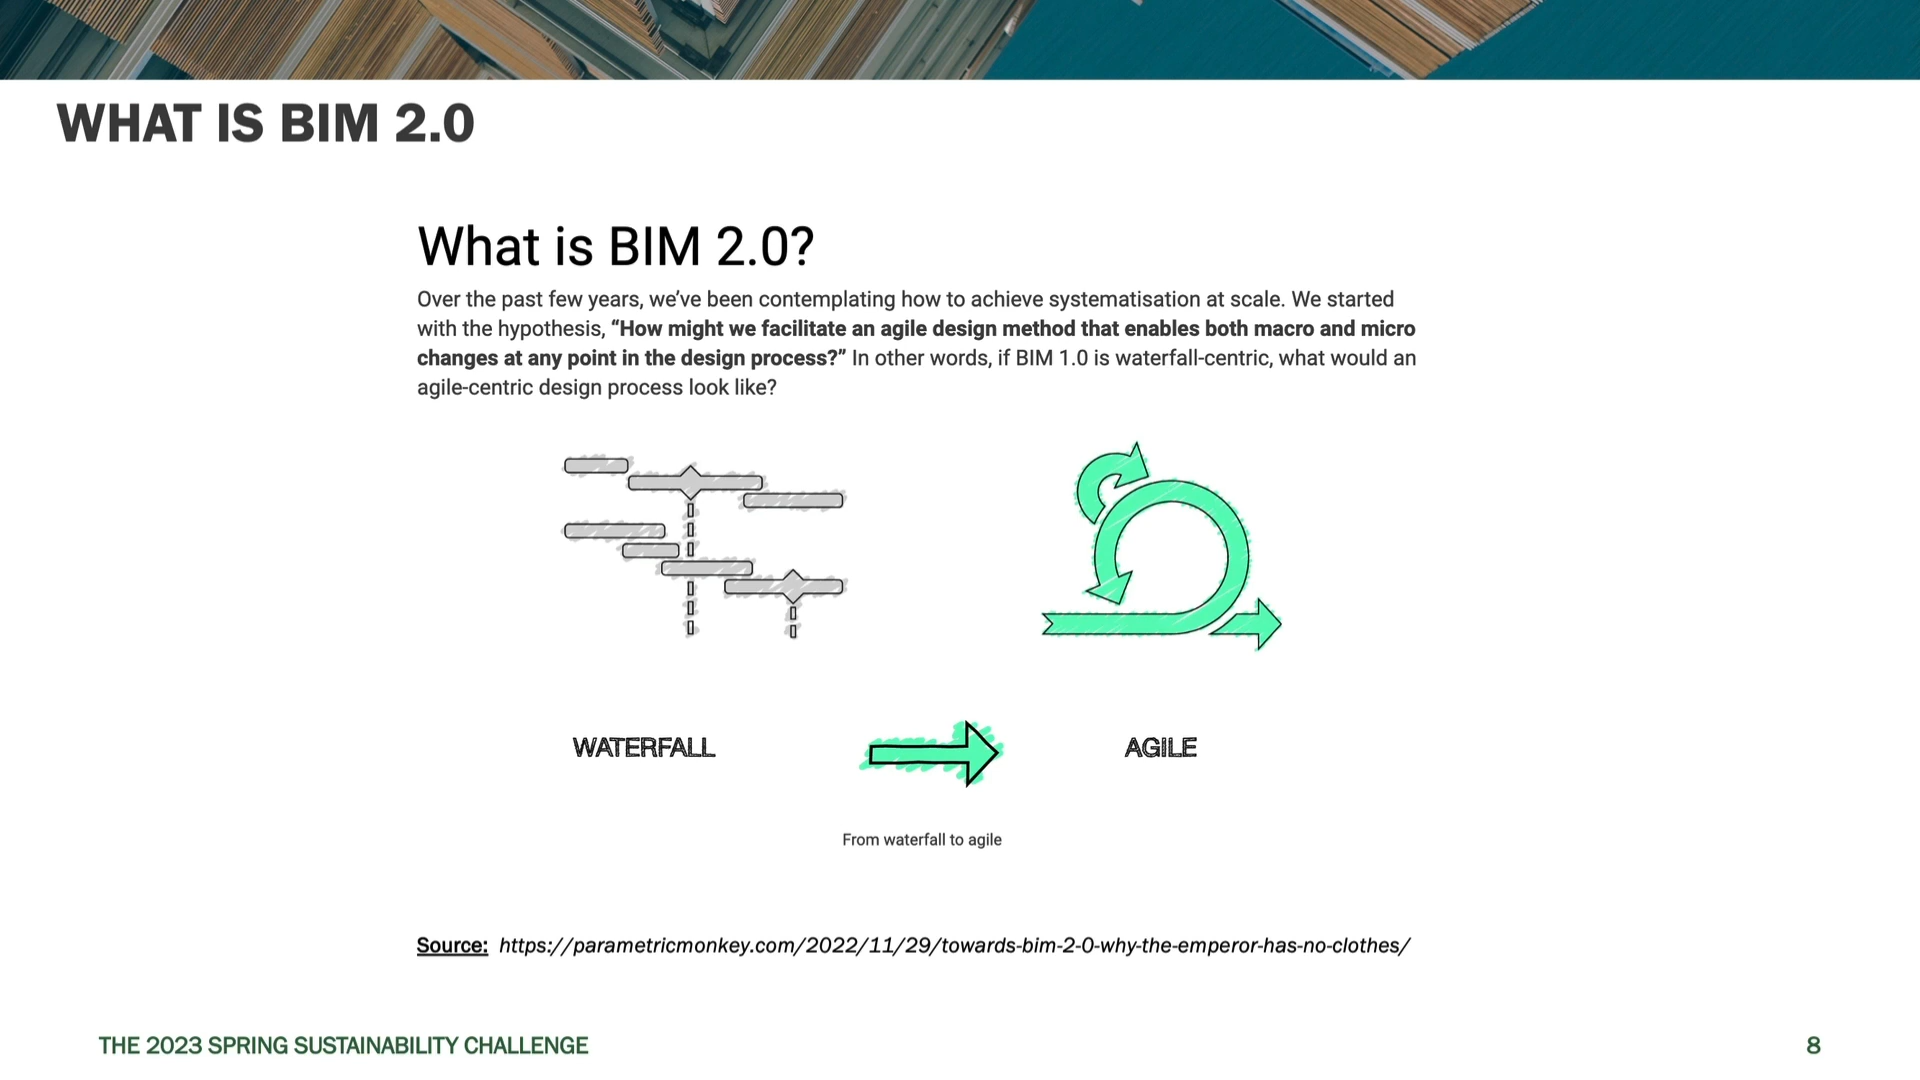 WHAT IS BIM 2.0
What is BIM 2.0?
Over the past few years, we’ve been contemplating how to achieve systematisation at scale. We started
with the hypothesis, “How might we facilitate an agile design method that enables both macro and micro
changes at any point in the design process?” In other words, if BIM 1.0 is waterfall-centric, what would an
agile-centric design process look like?
WATERFALL
AGILE
From waterfall to agile
Source: https://parametricmonkey.com/2022/11/29/towards-bim-2-0-why-the-emperor-has-no-clothes/
THE 2023 SPRING SUSTAINABILITY CHALLENGE
8